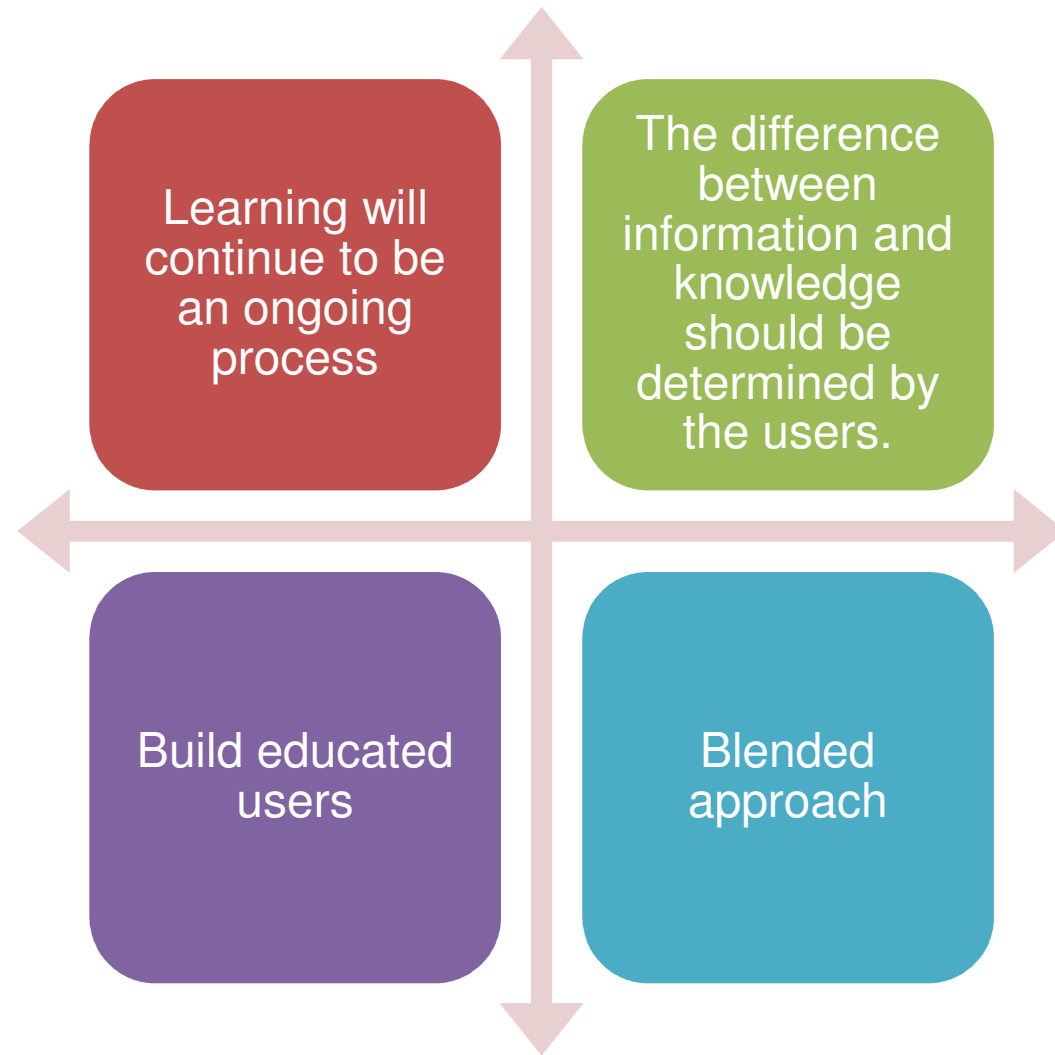 Learning will
continue to be
an ongoing
process
The difference
between
information and
knowledge
should be
determined by
the users.
Build educated
users
Blended
approach